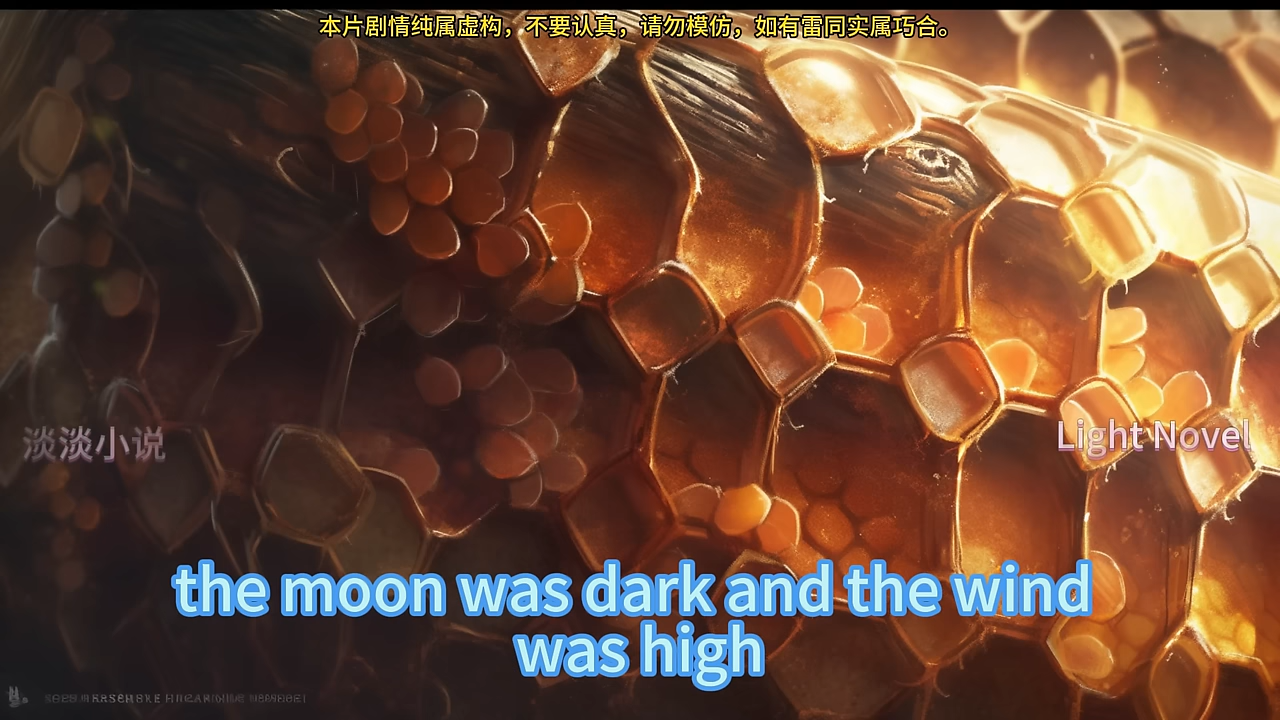 本片剧情纯属虚构，不要认真，请勿模仿，如有雷同实属巧合。
淡淡小说
Light Novel
the moon was dark and the wind
was high